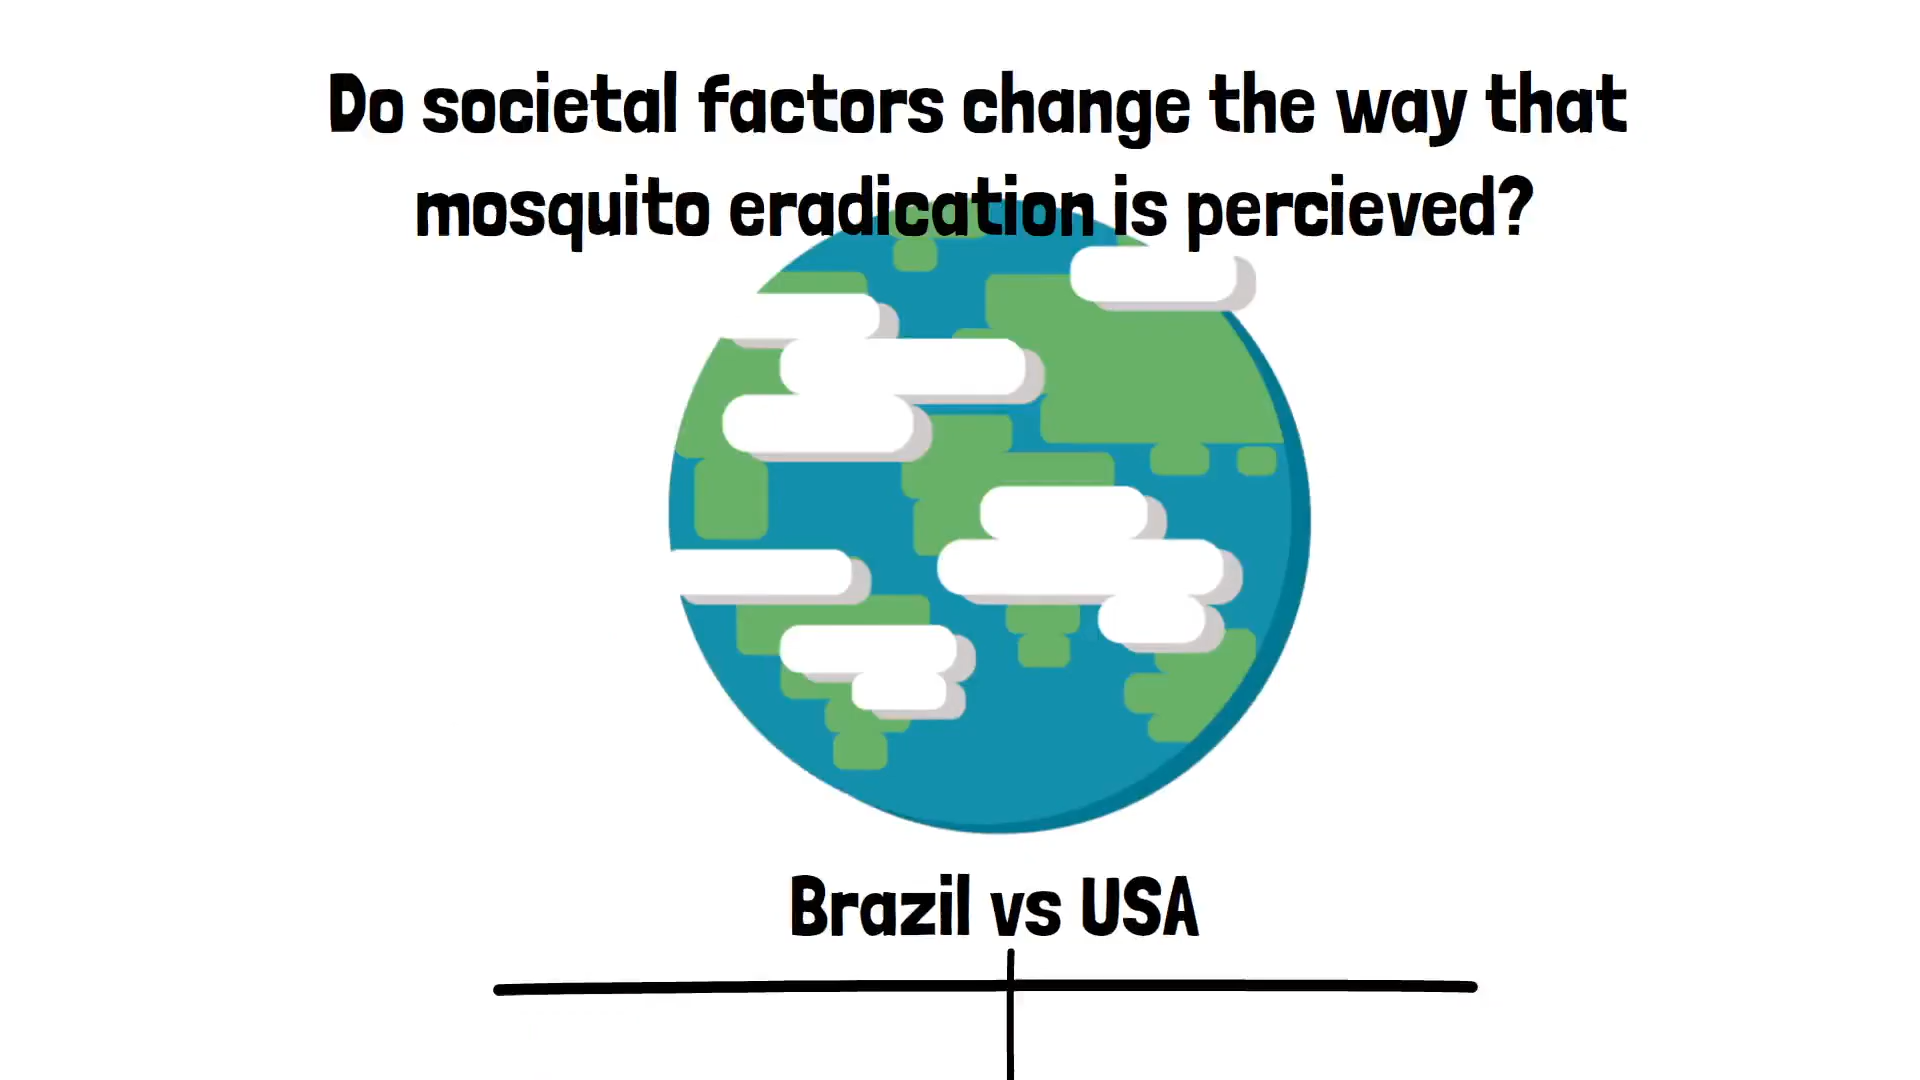 Do societal factors change the way that
mosquito eradication is percieved?
Brazil vs USA